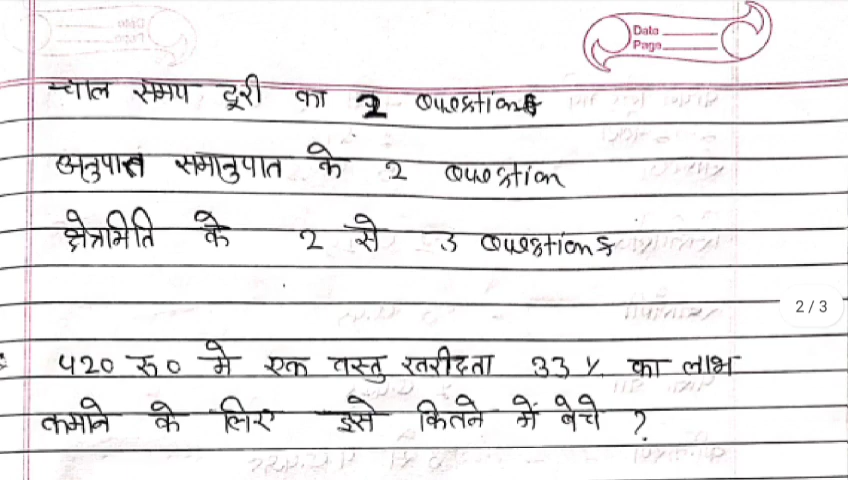 Date
Page
चाल समय दूरी का 2 Questions
अनुपात समानुपात के 2 Question
क्षेत्रमिति के 2 से 3 Questions
2/3
420 रु० मे एक वस्तु खरीदता 33% का लाभ
कमाने के लिए इसे कितने में बेचे ?